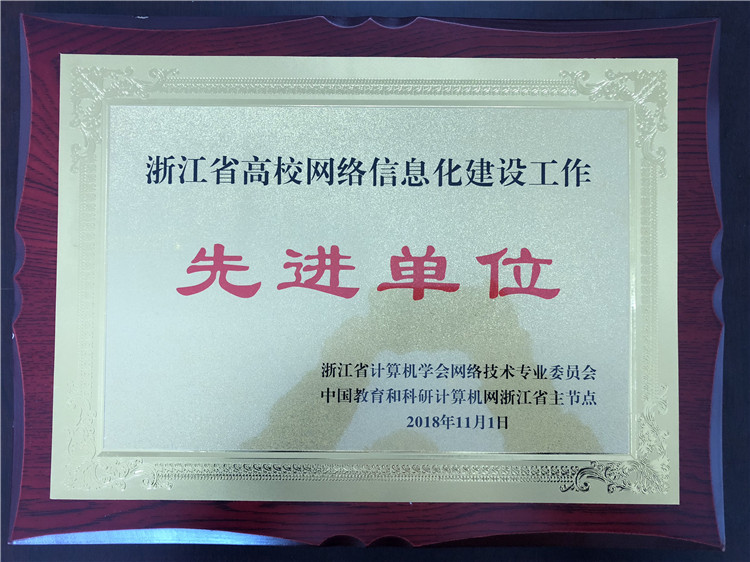 浙江省高校网络信息化建设工作
先进单位
浙江省计算机学会网络技术专业委员会
中国教育和科研计算机网浙江省主节点
2018年11月1日